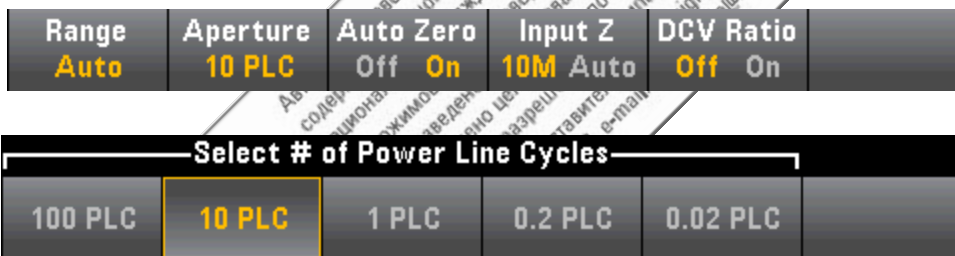 Range Aperture Auto Zero Input Z DCV Ratio
Auto 10 PLC Off On 10M Auto Off On
Select # of Power Line Cycles
100 PLC 10 PLC 1 PLC 0.2 PLC 0.02 PLC